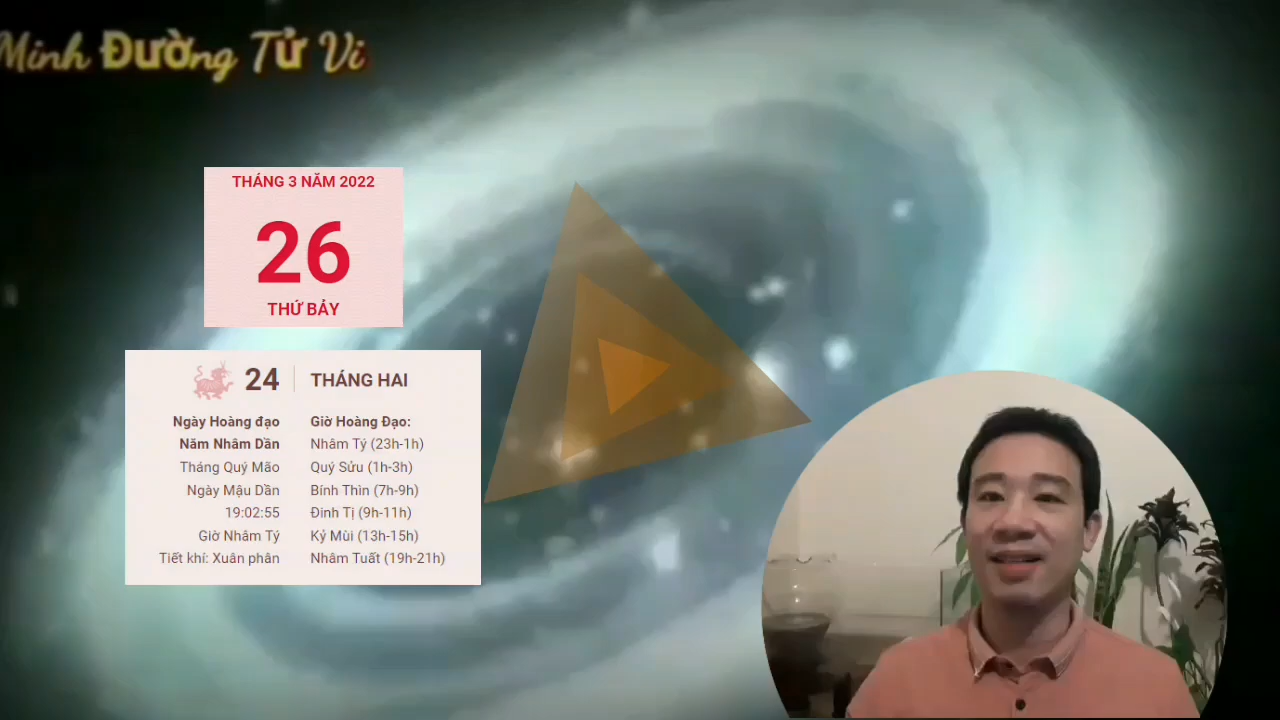 Minh Đường Tử Vi
THÁNG 3 NĂM 2022
26
THỨ BẢY
24 THÁNG HAI
Ngày Hoàng đạo
Năm Nhâm Dần
Tháng Quý Mão
Ngày Mậu Dần
19:02:55
Giờ Nhâm Tý
Tiết khí: Xuân phân
Giờ Hoàng Đạo:
Nhâm Tý (23h-1h)
Quý Sửu (1h-3h)
Bính Thìn (7h-9h)
Đinh Tị (9h-11h)
Kỷ Mùi (13h-15h)
Nhâm Tuất (19h-21h)